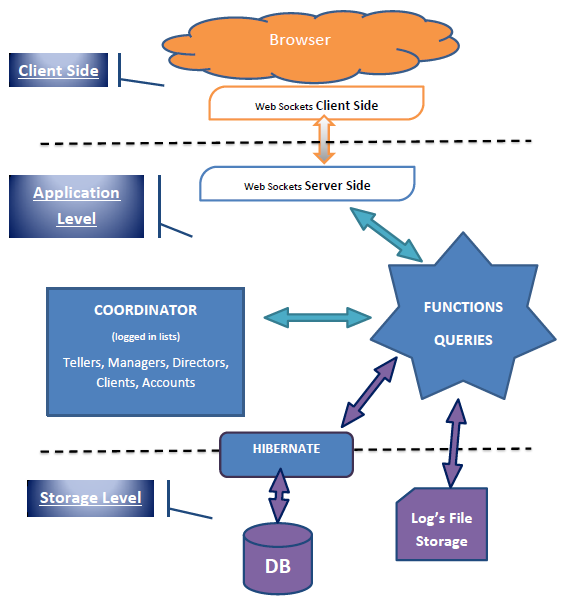 Browser
Client Side
Web Sockets Client Side
Application
Level
Web Sockets Server Side
COORDINATOR
(logged in lists)
Tellers, Managers, Directors,
Clients, Accounts
FUNCTIONS
QUERIES
HIBERNATE
Storage Level
Log's File
Storage
DB